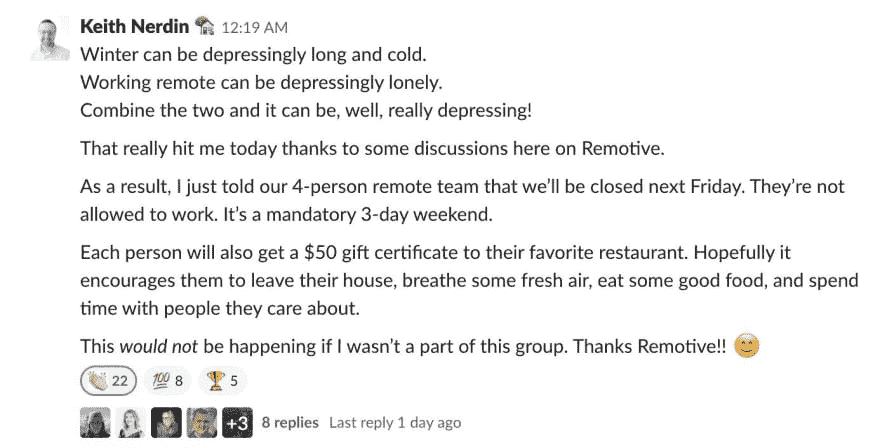 Keith Nerdin 12:19 AM
Winter can be depressingly long and cold.
Working remote can be depressingly lonely.
Combine the two and it can be, well, really depressing!
That really hit me today thanks to some discussions here on Remotive.
As a result, I just told our 4-person remote team that we’ll be closed next Friday. They’re not
allowed to work. It’s a mandatory 3-day weekend.
Each person will also get a $50 gift certificate to their favorite restaurant. Hopefully it
encourages them to leave their house, breathe some fresh air, eat some good food, and spend
time with people they care about.
This would not be happening if I wasn’t a part of this group. Thanks Remotive!!
22 100 8 5
+3 8 replies Last reply 1 day ago